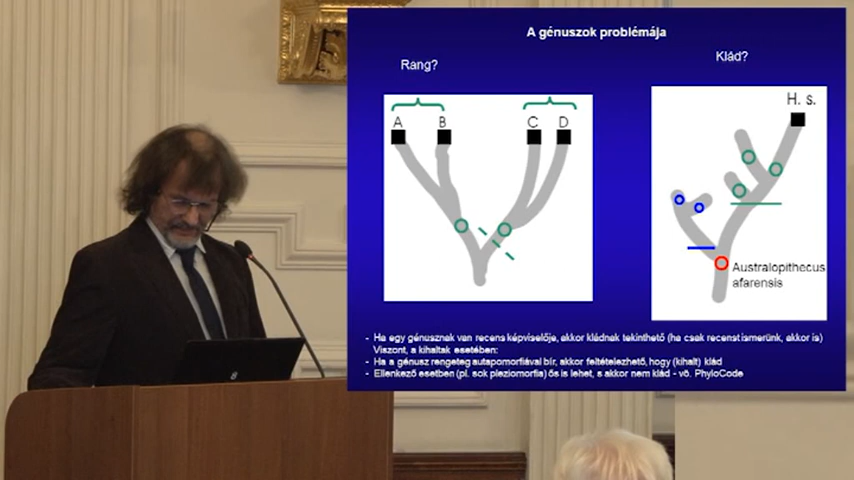 A génuszok problémája
Rang?
Klád?
A B C D
H. s.
Australopithecus
afarensis
- Ha egy génusznak van recens képviselője, akkor kládnak tekinthető (ha csak recenst ismerünk, akkor is)
Viszont, a kihaltak esetében:
- Ha a génusz rengeteg autapomorfiával bír, akkor feltételezhető, hogy (kihalt) klád
- Ellenkező esetben (pl. sok pleziomorfia) ős is lehet, s akkor nem klád - vö. PhyloCode